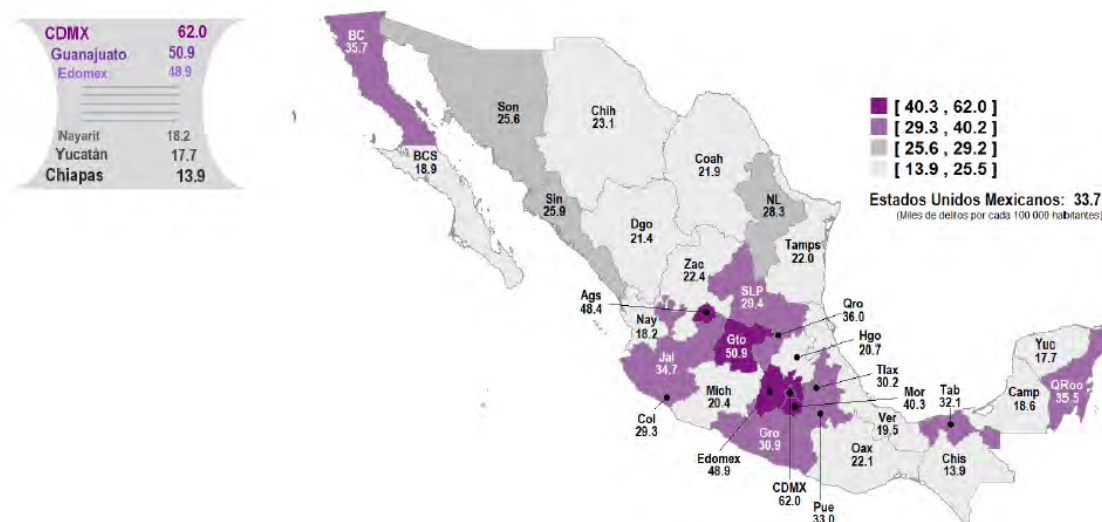 CDMX 62.0
Guanajuato 50.9
Edomex 48.9
Nayarit 18.2
Yucatán 17.7
Chiapas 13.9
BC
35.7
Son
25.6
Chih
23.1
BCS
18.9
Coah
21.9
Sin
25.9
NL
28.3
Dgo
21.4
Tamps
22.0
Zac
22.4
SLP
29.4
Ags
48.4
Nay
18.2
Qro
36.0
Gto
50.9
Hgo
20.7
Jal
34.7
Tlax
30.2
Mich
20.4
Mor
40.3
Tab
32.1
Yuc
17.7
QRoo
35.5
Camp
18.6
Col
29.3
Ver
19.5
Gro
30.9
Edomex
48.9
Oax
22.1
Chis
13.9
CDMX
62.0
Pue
33.0
[ 40.3 , 62.0 ]
[ 29.3 , 40.2 ]
[ 25.6 , 29.2 ]
[ 13.9 , 25.5 ]
Estados Unidos Mexicanos: 33.7
(Miles de delitos por cada 100 000 habitantes)